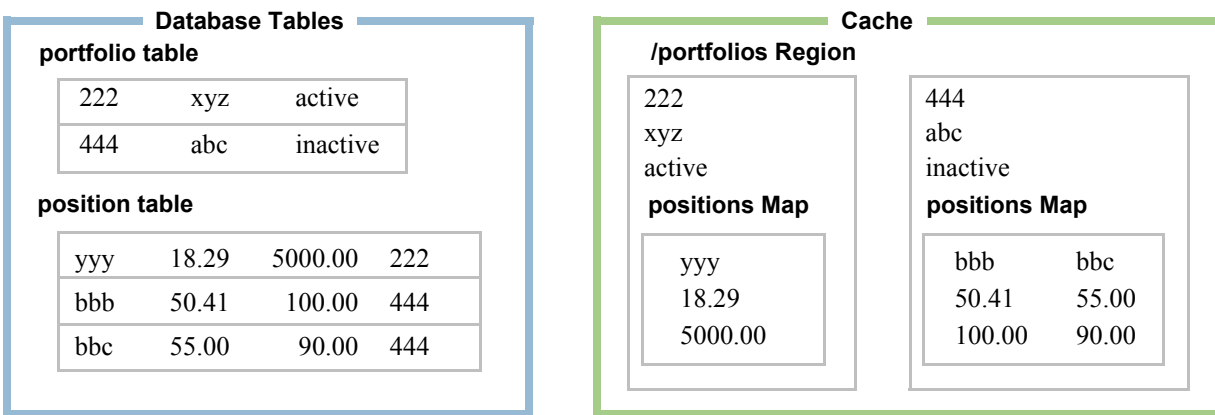 Database Tables
portfolio table
222 xyz active
444 abc inactive
position table
yyy 18.29 5000.00 222
bbb 50.41 100.00 444
bbc 55.00 90.00 444
Cache
/portfolios Region
222
xyz
active
positions Map
yyy
18.29
5000.00
444
abc
inactive
positions Map
bbb bbc
50.41 55.00
100.00 90.00